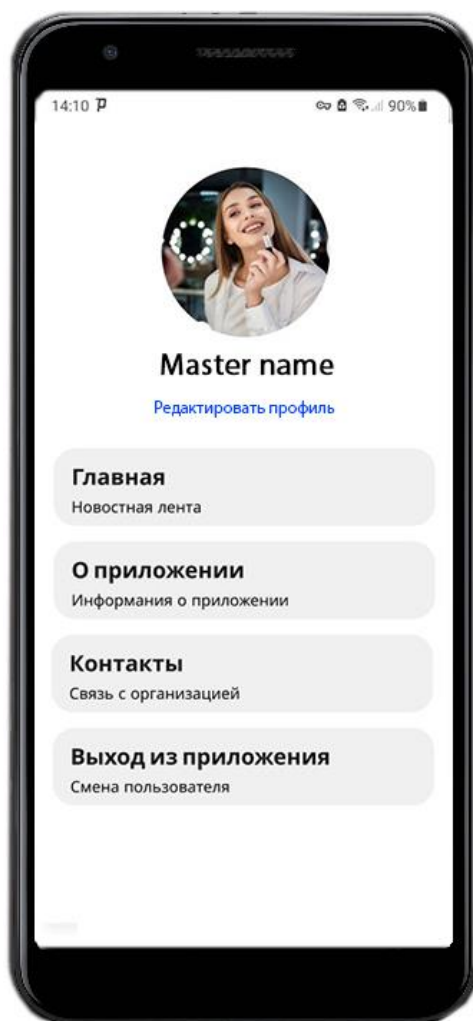 14:10
90%
Master name
Редактировать профиль
Главная
Новостная лента
О приложении
Информания о приложении
Контакты
Связь с организацией
Выход из приложения
Смена пользователя